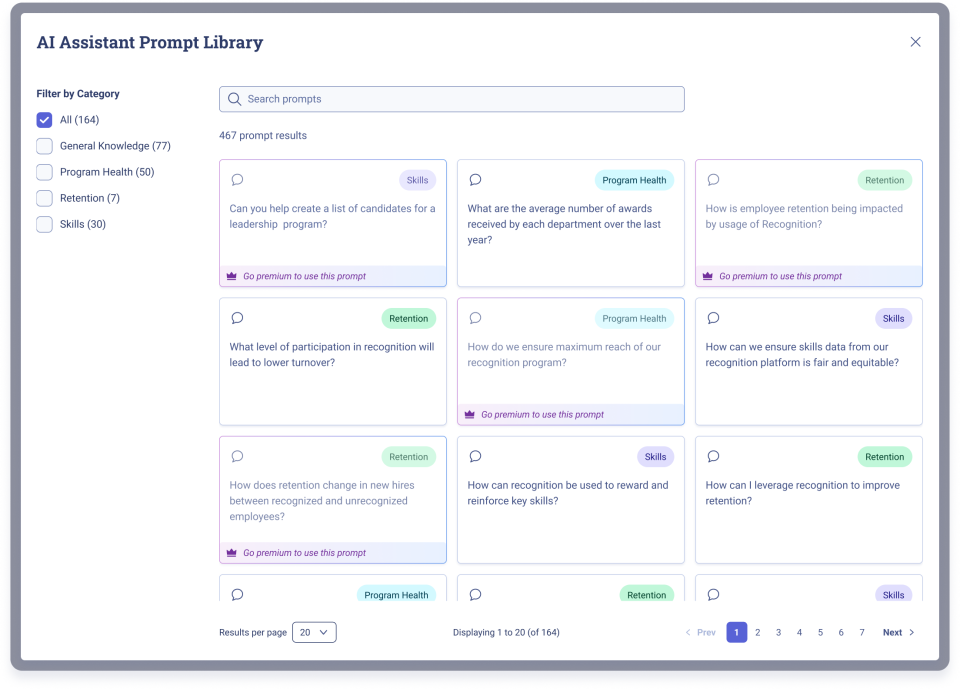 AI Assistant Prompt Library
Filter by Category
All (164)
General Knowledge (77)
Program Health (50)
Retention (7)
Skills (30)
Search prompts
467 prompt results
Skills
Can you help create a list of candidates for a
leadership program?
Go premium to use this prompt
Program Health
What are the average number of awards
received by each department over the last
year?
Retention
How is employee retention being impacted
by usage of Recognition?
Go premium to use this prompt
Retention
What level of participation in recognition will
lead to lower turnover?
Program Health
How do we ensure maximum reach of our
recognition program?
Go premium to use this prompt
Skills
How can we ensure skills data from our
recognition platform is fair and equitable?
Retention
How does retention change in new hires
between recognized and unrecognized
employees?
Go premium to use this prompt
Skills
How can recognition be used to reward and
reinforce key skills?
Retention
How can I leverage recognition to improve
retention?
Program Health
Retention
Skills
Results per page 20
Displaying 1 to 20 (of 164)
< Prev 1 2 3 4 5 6 7 Next >